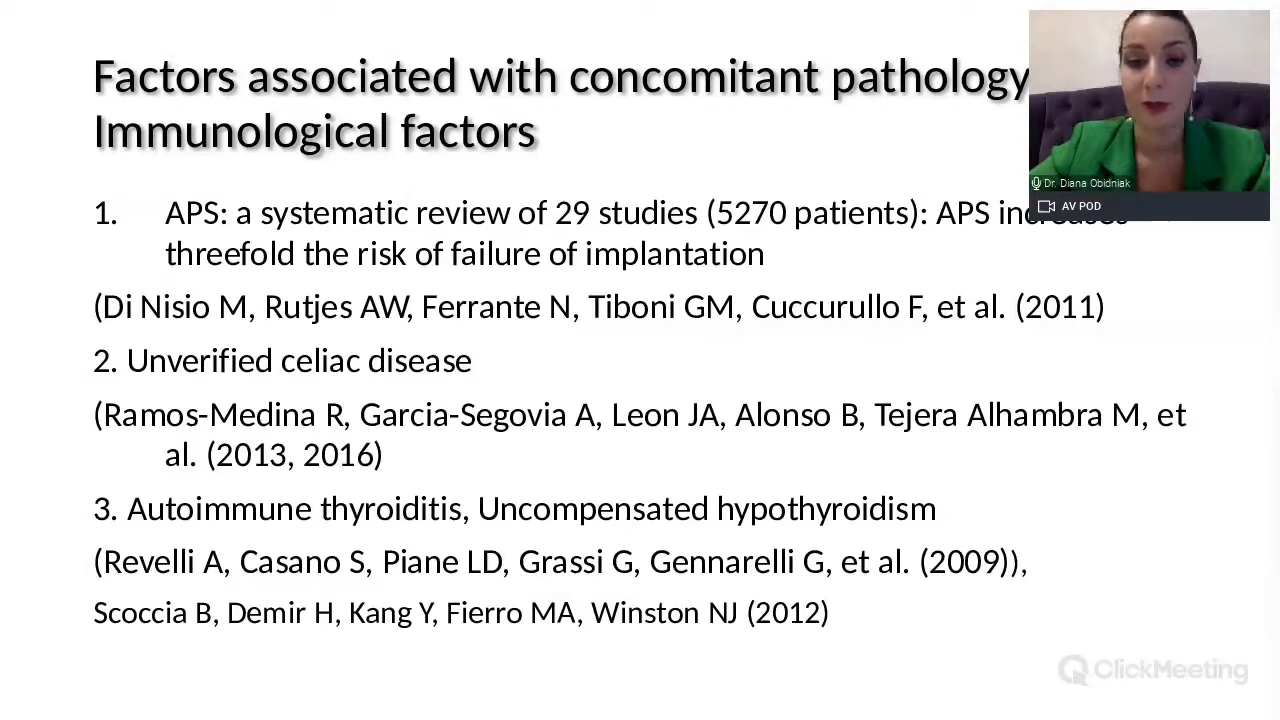 Factors associated with concomitant pathology
Immunological factors
1. APS: a systematic review of 29 studies (5270 patients): APS increases
threefold the risk of failure of implantation
(Di Nisio M, Rutjes AW, Ferrante N, Tiboni GM, Cuccurullo F, et al. (2011)
2. Unverified celiac disease
(Ramos-Medina R, Garcia-Segovia A, Leon JA, Alonso B, Tejera Alhambra M, et
al. (2013, 2016)
3. Autoimmune thyroiditis, Uncompensated hypothyroidism
(Revelli A, Casano S, Piane LD, Grassi G, Gennarelli G, et al. (2009)),
Scoccia B, Demir H, Kang Y, Fierro MA, Winston NJ (2012)
Dr. Diana Obidniak
AV POD
ClickMeeting